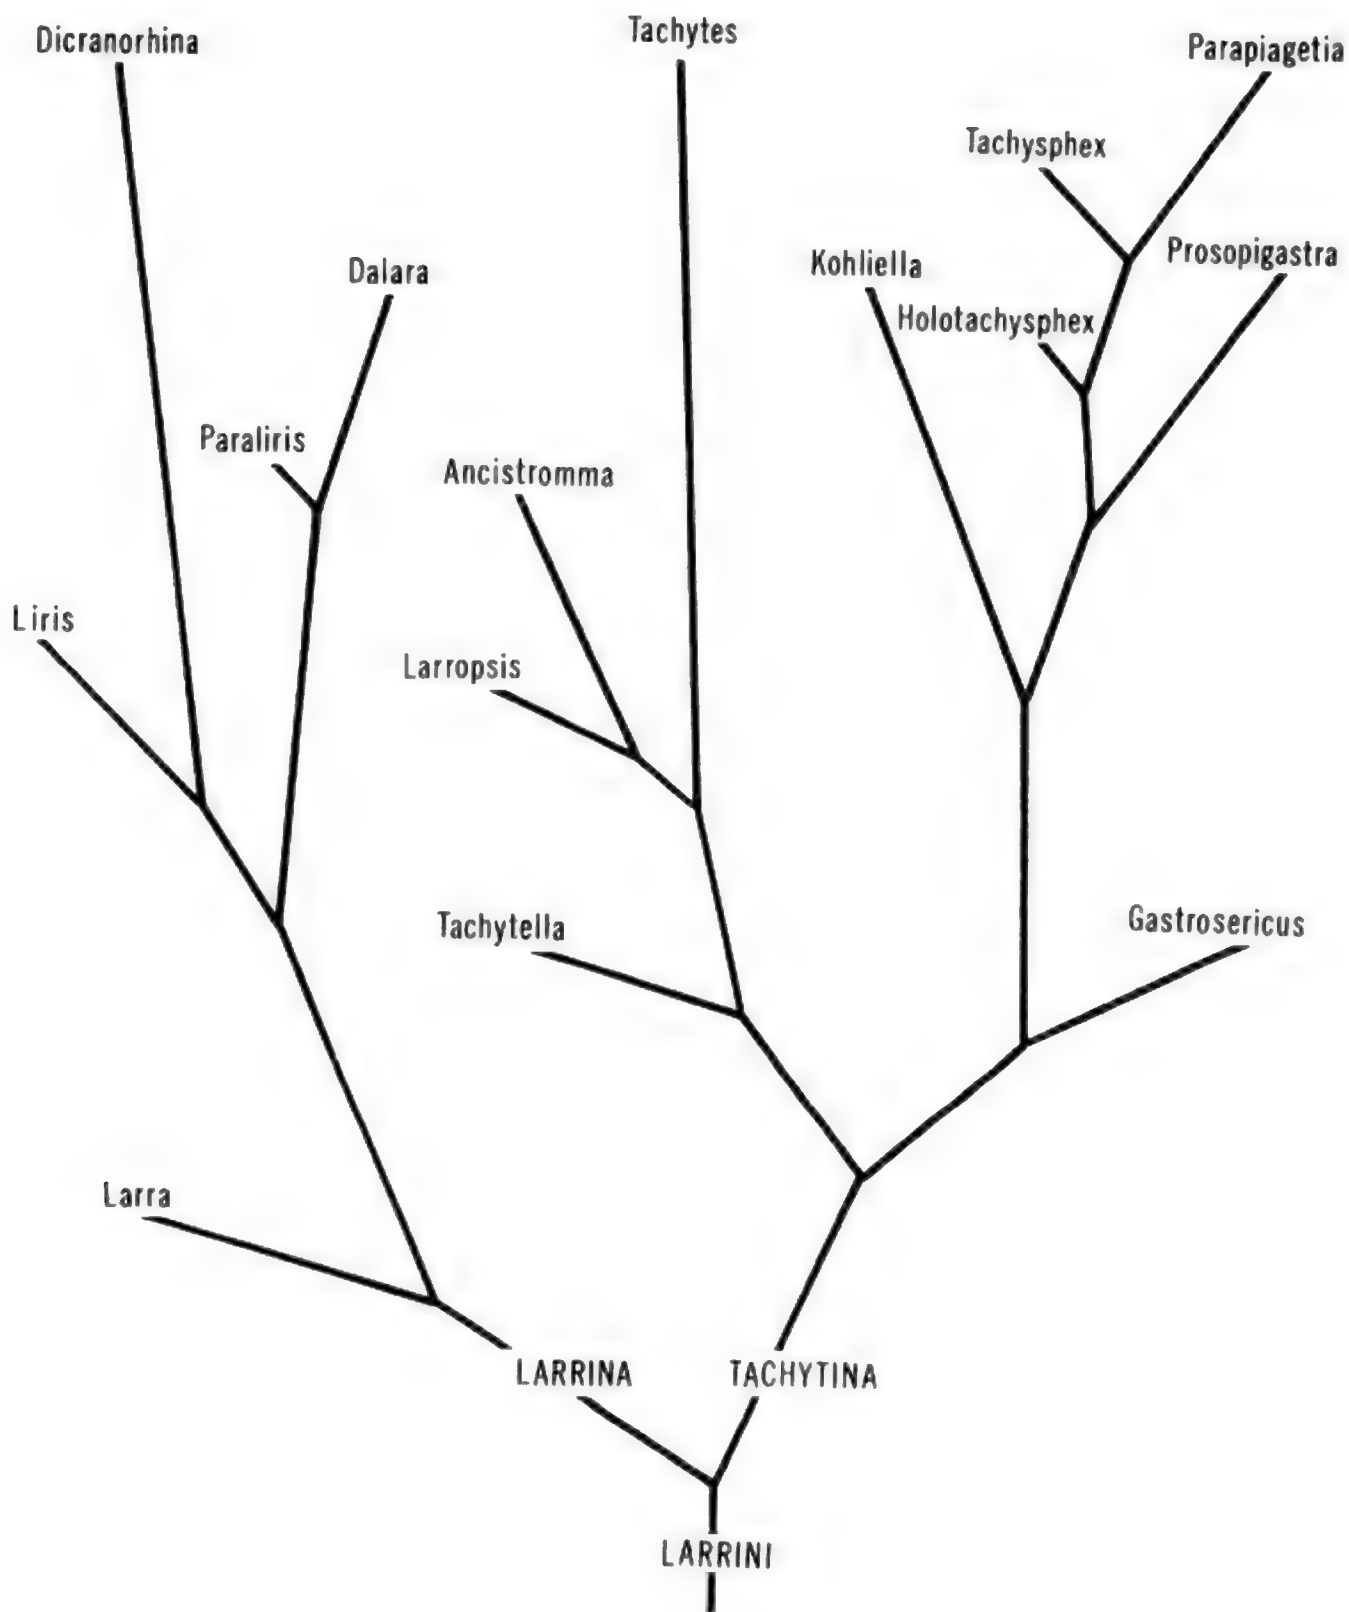 Dicranorhina
Tachytes
Parapiagetia
Tachysphex
Prosopigastra
Kohliella
Dalara
Holotachysphex
Paraliris
Ancistromma
Liris
Larropsis
Tachytella
Gastrosericus
Larra
LARRINA
TACHYTINA
LARRINI